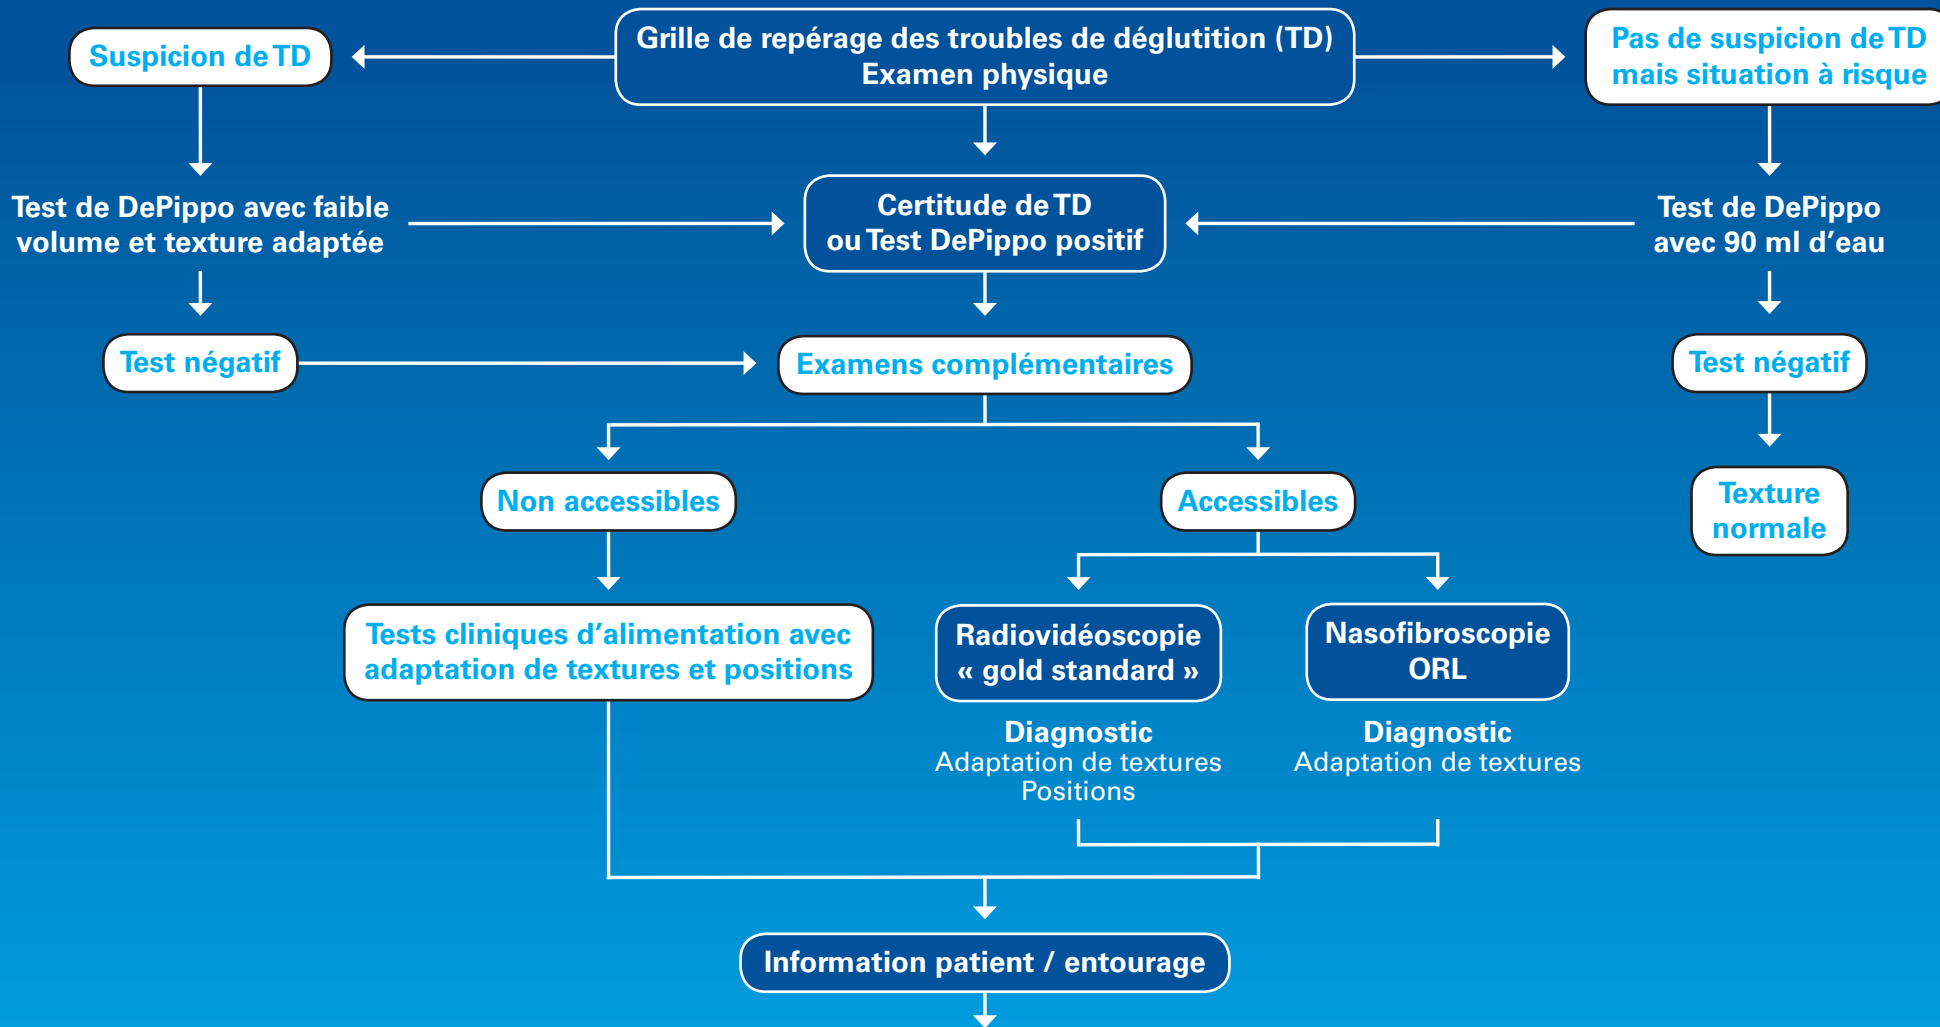 Grille de repérage des troubles de déglutition (TD)
Examen physique
Suspicion de TD
Pas de suspicion de TD
mais situation à risque
Test de DePippo avec faible
volume et texture adaptée
Certitude de TD
ou Test DePippo positif
Test de DePippo
avec 90 ml d’eau
Test négatif
Examens complémentaires
Test négatif
Non accessibles
Accessibles
Texture
normale
Tests cliniques d’alimentation avec
adaptation de textures et positions
Radiovidéoscopie
« gold standard »
Nasofibroscopie
ORL
Diagnostic
Adaptation de textures
Positions
Diagnostic
Adaptation de textures
Information patient / entourage